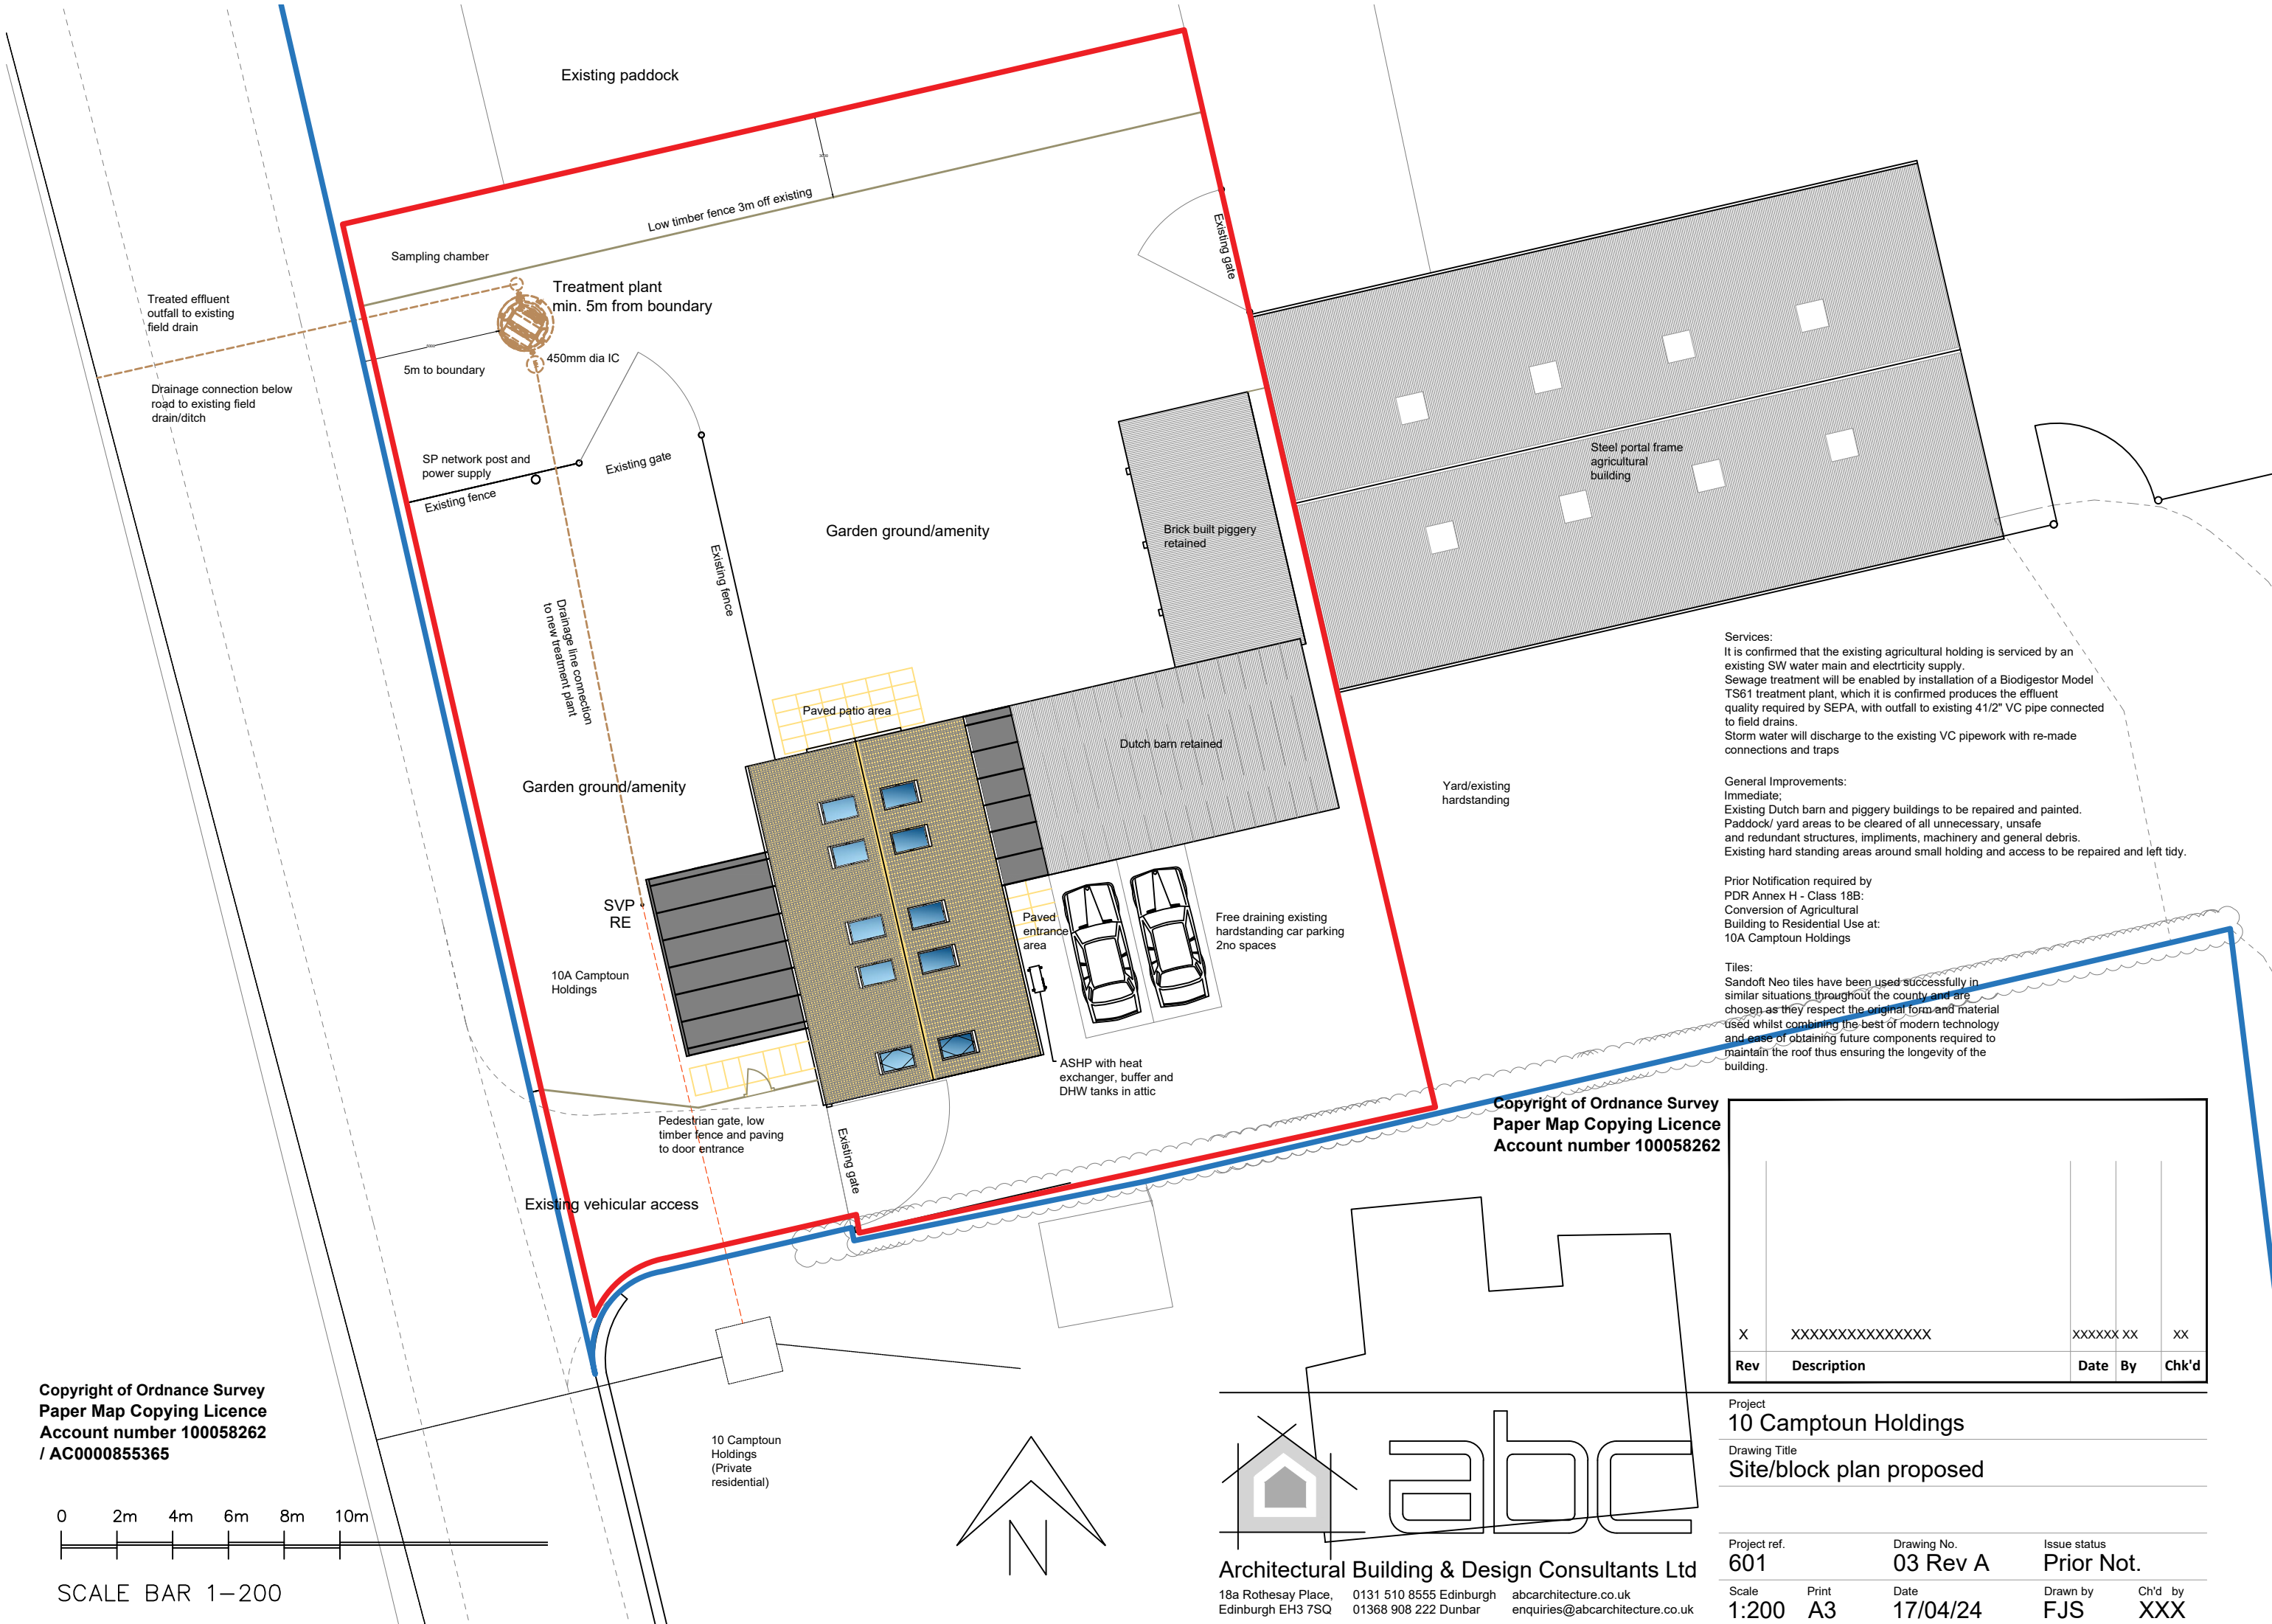 Existing paddock
Low timber fence 3m off existing
Sampling chamber
Treatment plant
min. 5m from boundary
Existing gate
Treated effluent
outfall to existing
field drain
450mm dia IC
5m to boundary
Drainage connection below
road to existing field
drain/ditch
SP network post and
power supply
Existing gate
Existing fence
Steel portal frame
agricultural
building
Garden ground/amenity
Brick built piggery
retained
Existing fence
Drainage line connection
to new treatment plant
Paved patio area
Dutch barn retained
Garden ground/amenity
Yard/existing
hardstanding
SVP
RE
Paved
entrance
area
Free draining existing
hardstanding car parking
2no spaces
10A Camptoun
Holdings
ASHP with heat
exchanger, buffer and
DHW tanks in attic
Pedestrian gate, low
timber fence and paving
to door entrance
Existing gate
Existing vehicular access
Services:
It is confirmed that the existing agricultural holding is serviced by an
existing SW water main and electrticity supply.
Sewage treatment will be enabled by installation of a Biodigestor Model
TS61 treatment plant, which it is confirmed produces the effluent
quality required by SEPA, with outfall to existing 41/2" VC pipe connected
to field drains.
Storm water will discharge to the existing VC pipework with re-made
connections and traps
General Improvements:
Immediate;
Existing Dutch barn and piggery buildings to be repaired and painted.
Paddock/ yard areas to be cleared of all unnecessary, unsafe
and redundant structures, impliments, machinery and general debris.
Existing hard standing areas around small holding and access to be repaired and left tidy.
Prior Notification required by
PDR Annex H - Class 18B:
Conversion of Agricultural
Building to Residential Use at:
10A Camptoun Holdings
Tiles:
Sandoft Neo tiles have been used successfully in
similar situations throughout the county and are
chosen as they respect the original form and material
used whilst combining the best of modern technology
and ease of obtaining future components required to
maintain the roof thus ensuring the longevity of the
building.
Copyright of Ordnance Survey
Paper Map Copying Licence
Account number 100058262
X XXXXXXXXXXXXXXX XXXXXX XX XX
Rev Description Date By Chk'd
Copyright of Ordnance Survey
Paper Map Copying Licence
Account number 100058262
/ AC0000855365
10 Camptoun
Holdings
(Private
residential)
0 2m 4m 6m 8m 10m
SCALE BAR 1-200
N
abc
Architectural Building & Design Consultants Ltd
18a Rothesay Place, 0131 510 8555 Edinburgh abcarchitecture.co.uk
Edinburgh EH3 7SQ 01368 908 222 Dunbar enquiries@abcarchitecture.co.uk
Project
10 Camptoun Holdings
Drawing Title
Site/block plan proposed
Project ref. Drawing No. Issue status
601 03 Rev A Prior Not.
Scale Print Date Drawn by Ch'd by
1:200 A3 17/04/24 FJS XXX